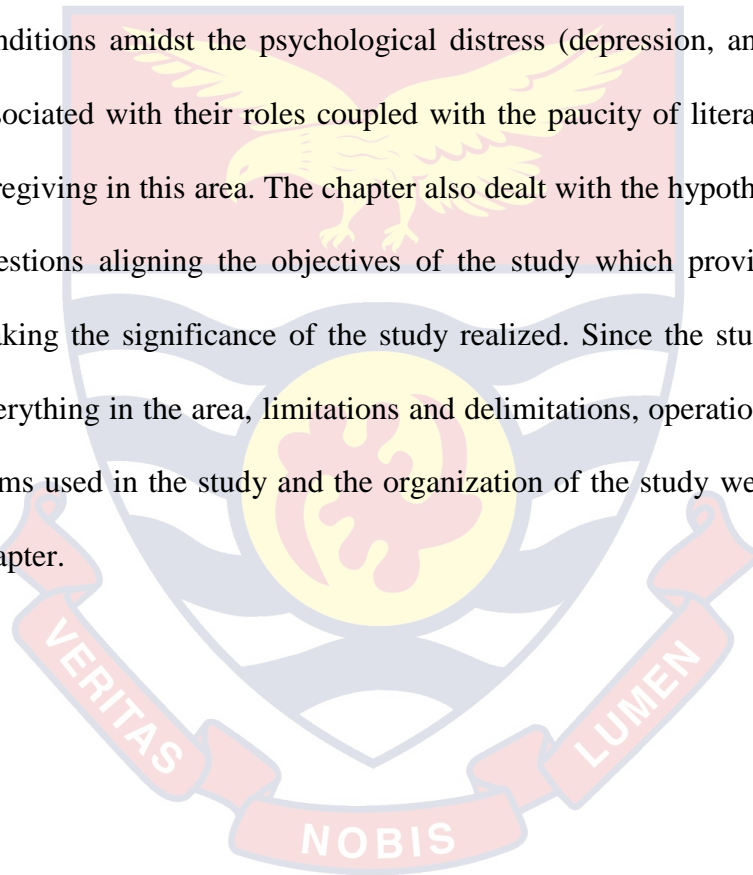 nditions amidst the psychological distress (depression, an
sociated with their roles coupled with the paucity of litera
regiving in this area. The chapter also dealt with the hypoth
estions aligning the objectives of the study which provi
aking the significance of the study realized. Since the stu
erything in the area, limitations and delimitations, operatio
ms used in the study and the organization of the study we
apter.
VERITAS
NOBIS
LUMEN